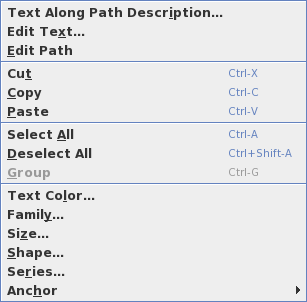 Text Along Path Description...
Edit Text...
Edit Path
Cut Ctrl-X
Copy Ctrl-C
Paste Ctrl-V
Select All Ctrl-A
Deselect All Ctrl+Shift-A
Group Ctrl-G
Text Color...
Family...
Size...
Shape...
Series...
Anchor